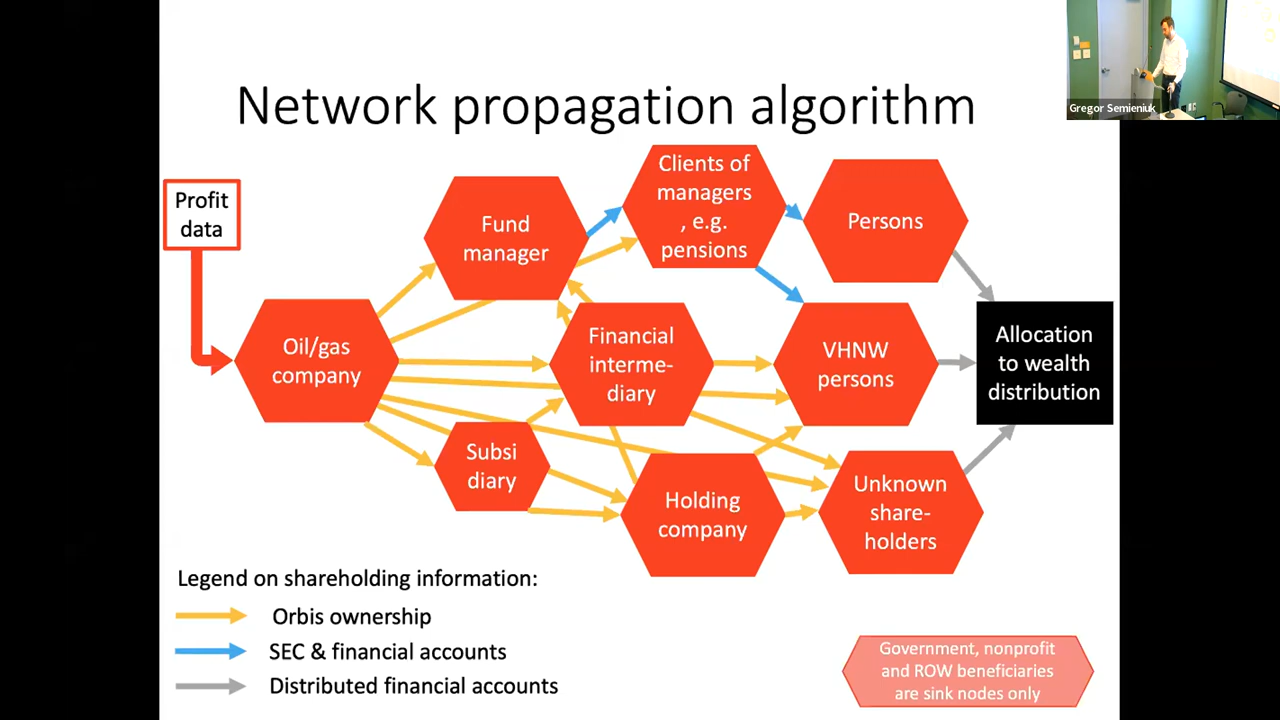 Gregor Semieniuk
Network propagation algorithm
Profit
data
Oil/gas
company
Fund
manager
Clients of
managers
, e.g.
pensions
Persons
Financial
interme-
diary
VHNW
persons
Allocation
to wealth
distribution
Subsi
diary
Holding
company
Unknown
share-
holders
Legend on shareholding information:
Orbis ownership
SEC & financial accounts
Distributed financial accounts
Government, nonprofit
and ROW beneficiaries
are sink nodes only